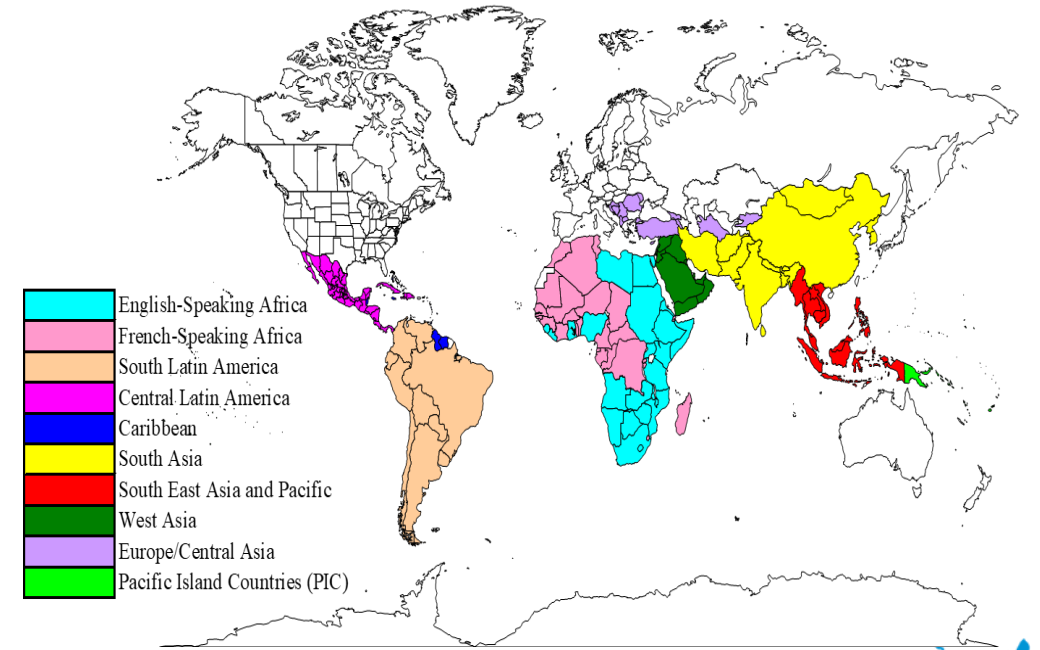 English-Speaking Africa
French-Speaking Africa
South Latin America
Central Latin America
Caribbean
South Asia
South East Asia and Pacific
West Asia
Europe/Central Asia
Pacific Island Countries (PIC)